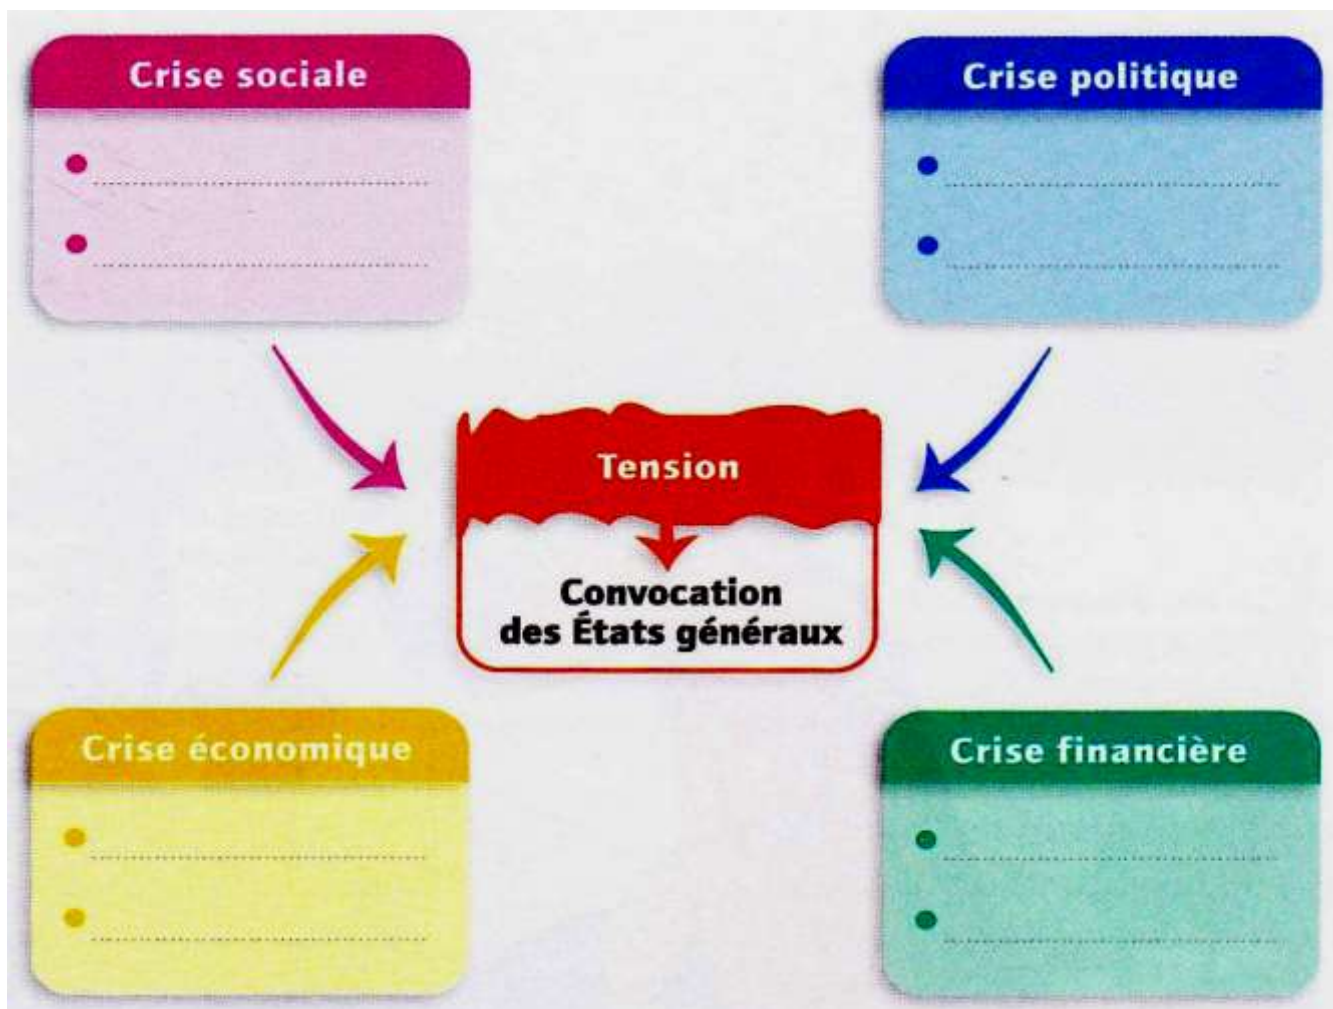 Crise sociale
Crise politique
Tension
Convocation
des États généraux
Crise économique
Crise financière